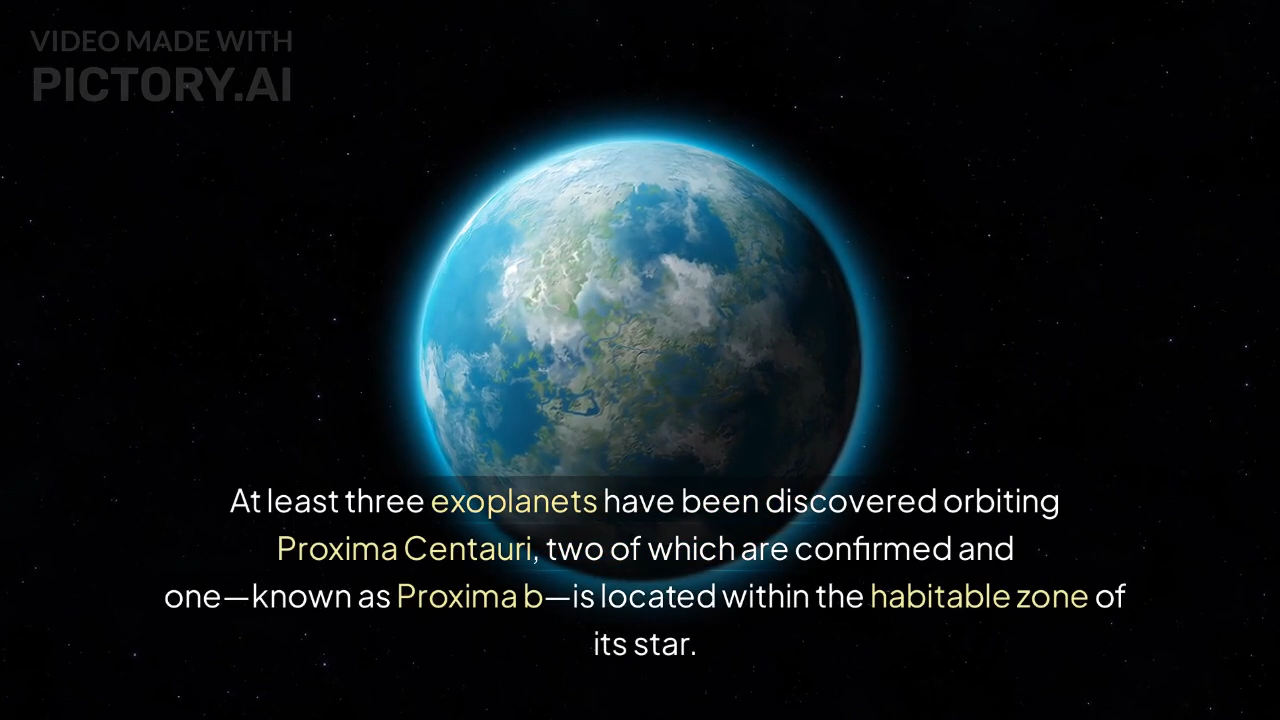 VIDEO MADE WITH
PICTORY.AI
At least three exoplanets have been discovered orbiting
Proxima Centauri, two of which are confirmed and
one—known as Proxima b—is located within the habitable zone of
its star.